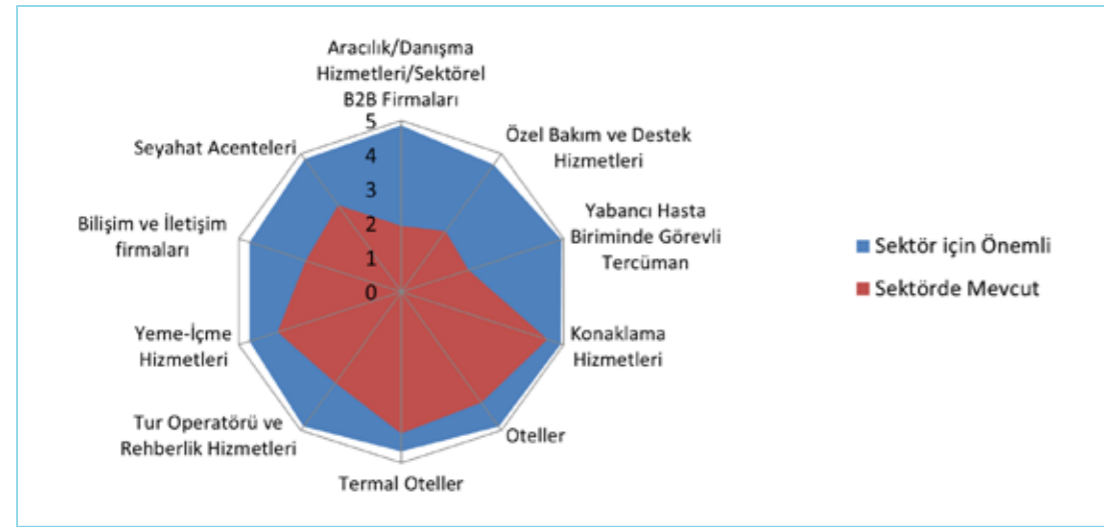 Aracılık/Danışma
Hizmetleri/Sektörel
B2B Firmaları
Özel Bakım ve Destek
Hizmetleri
Yabancı Hasta
Biriminde Görevli
Tercüman
Konaklama
Hizmetleri
Oteller
Termal Oteller
Tur Operatörü ve
Rehberlik Hizmetleri
Yeme-İçme
Hizmetleri
Bilişim ve İletişim
firmaları
Seyahat Acenteleri
5
4
3
2
1
0
Sektör için Önemli
Sektörde Mevcut